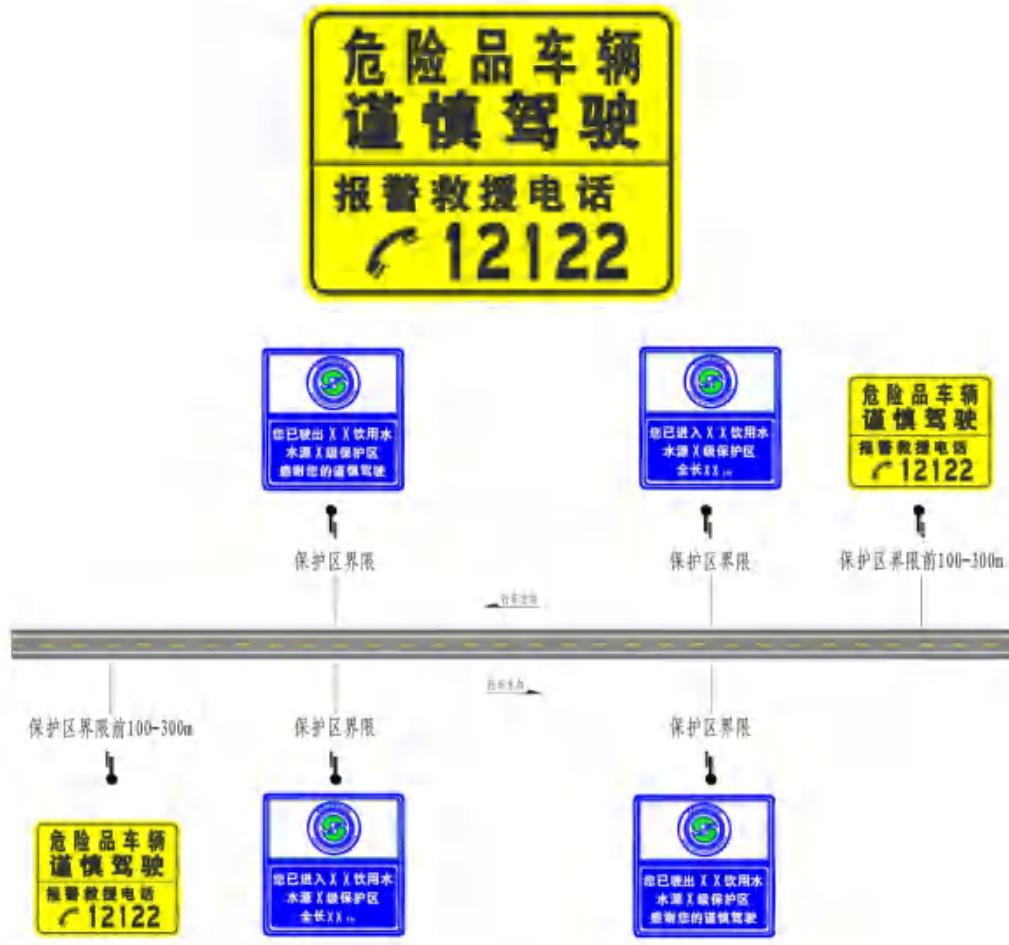 危险品车辆
谨慎驾驶
报警救援电话
12122
您已驶出XX饮用水
水源X级保护区
感谢您的谨慎驾驶
您已进入XX饮用水
水源X级保护区
全长XX
危险品车辆
谨慎驾驶
报警救援电话
12122
保护区界限
保护区界限
保护区界限前100-300m
行车方向
行车方向
保护区界限前100-300m
保护区界限
保护区界限
危险品车辆
谨慎驾驶
报警救援电话
12122
您已进入XX饮用水
水源X级保护区
全长XX
您已驶出XX饮用水
水源X级保护区
感谢您的谨慎驾驶